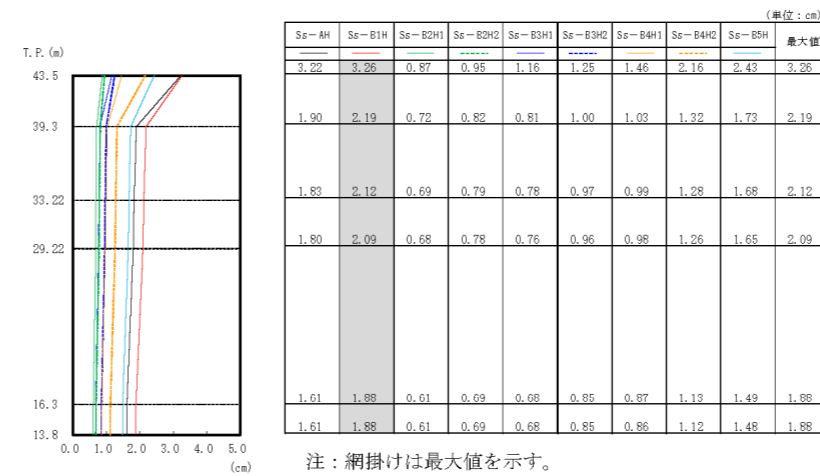 (単位：cm)
Ss－AH Ss－B1H Ss－B2H1 Ss－B2H2 Ss－B3H1 Ss－B3H2 Ss－B4H1 Ss－B4H2 Ss－B5H 最大値
T.P.(m)
43.5 3.22 3.26 0.87 0.95 1.16 1.25 1.46 2.16 2.43 3.26
39.3 1.90 2.19 0.72 0.82 0.81 1.00 1.03 1.32 1.73 2.19
33.22 1.83 2.12 0.69 0.79 0.78 0.97 0.99 1.28 1.68 2.12
29.22 1.80 2.09 0.68 0.78 0.76 0.96 0.98 1.26 1.65 2.09
16.3 1.61 1.88 0.61 0.69 0.68 0.85 0.87 1.13 1.49 1.88
13.8 1.61 1.88 0.61 0.69 0.68 0.85 0.86 1.12 1.48 1.88
0.0 1.0 2.0 3.0 4.0 5.0
(cm)
注：網掛けは最大値を示す。